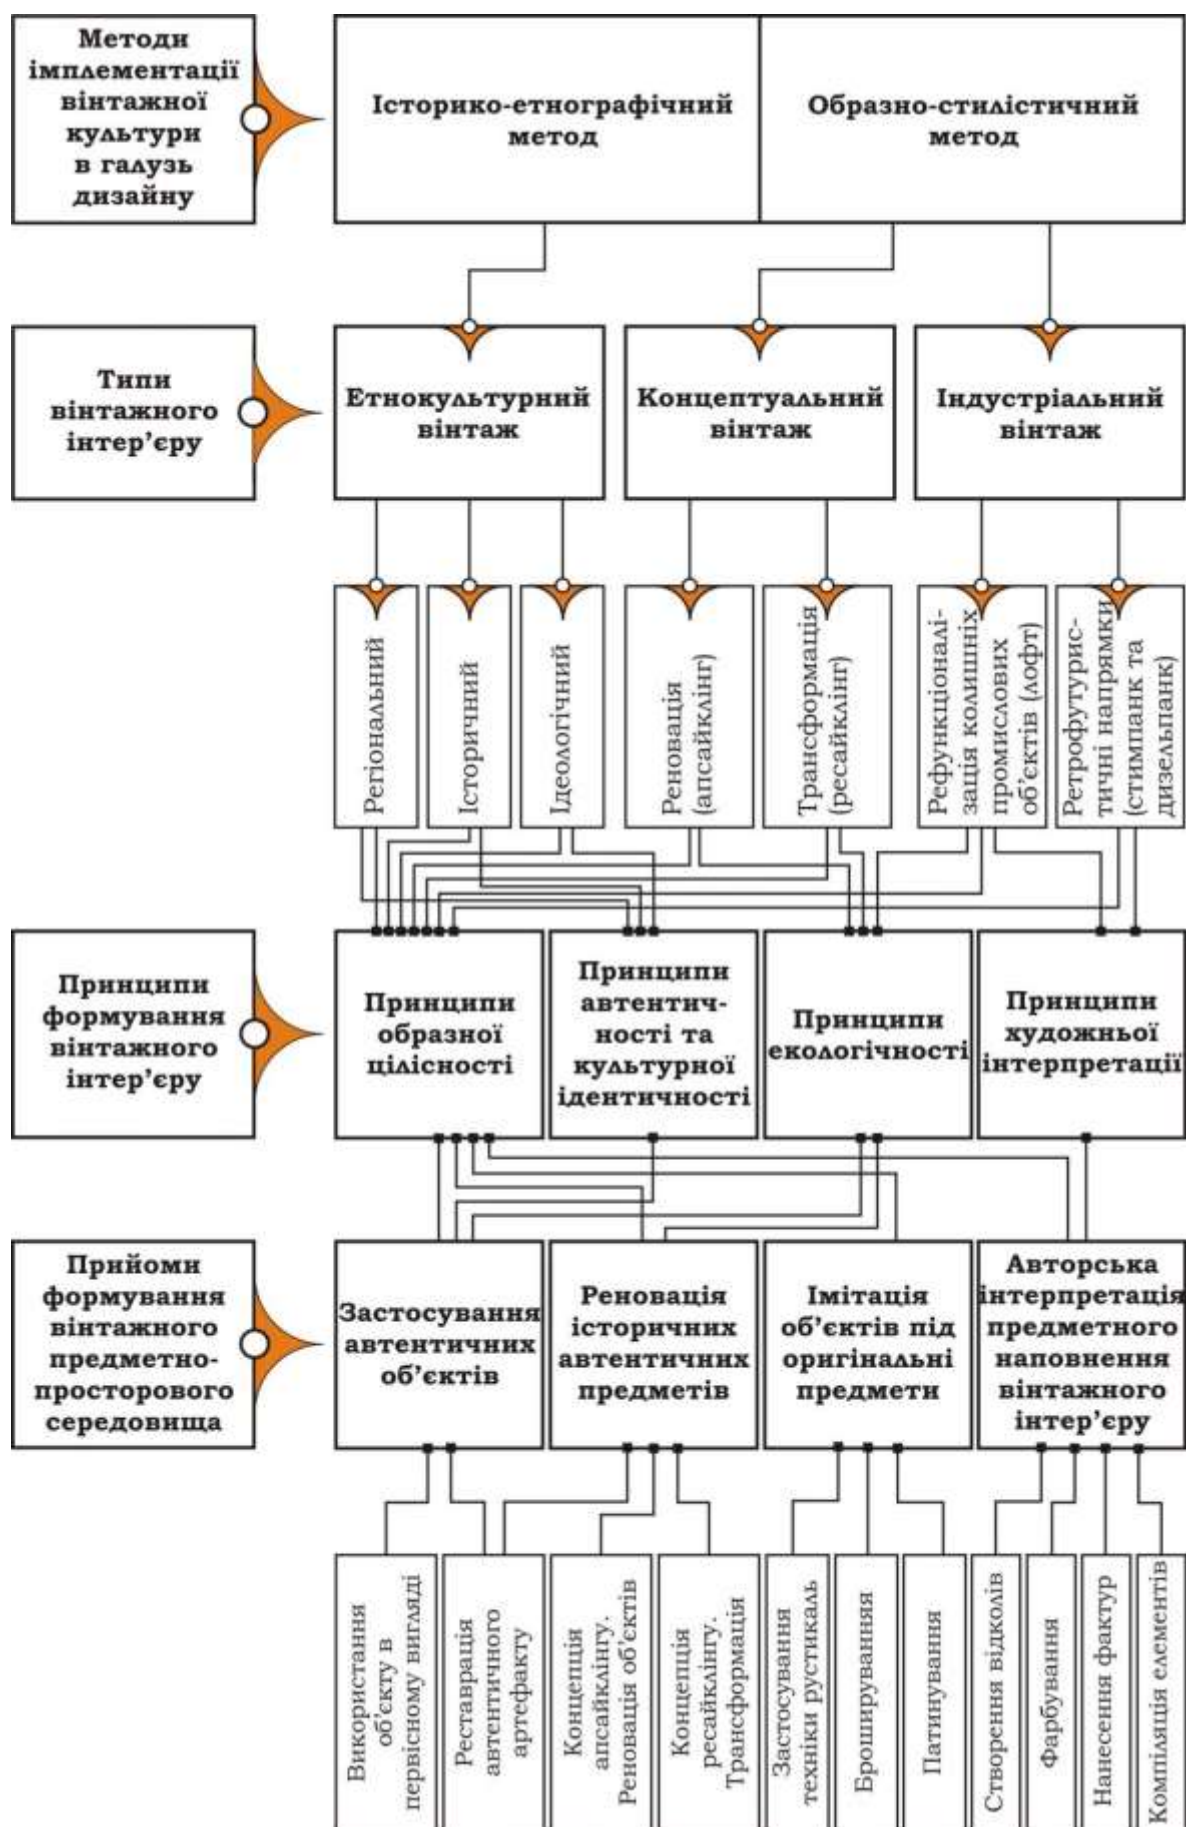 Методи
імплементації
вінтажної
культури
в галузь
дизайну
Історико-етнографічний
метод
Образно-стилістичний
метод
Типи
вінтажного
інтер’єру
Етнокультурний
вінтаж
Концептуальний
вінтаж
Індустріальний
вінтаж
Регіональний
Історичний
Ідеологічний
Реновація
(апсайклінг)
Трансформація
(ресайклінг)
Рефункціоналі-
зація колишніх
промислових
об’єктів (лофт)
Ретрофутурис-
тичні напрямки
(стимпанк та
дизельпанк)
Принципи
формування
вінтажного
інтер’єру
Принципи
образної
цілісності
Принципи
автентич-
ності та
культурної
ідентичності
Принципи
екологічності
Принципи
художньої
інтерпретації
Прийоми
формування
вінтажного
предметно-
просторового
середовища
Застосування
автентичних
об’єктів
Реновація
історичних
автентичних
предметів
Імітація
об’єктів під
оригінальні
предмети
Авторська
інтерпретація
предметного
наповнення
вінтажного
інтер’єру
Використання
об’єкту в
первісному вигляді
Реставрація
автентичного
артефакту
Концепція
апсайклінгу.
Реновація об’єктів
Концепція
ресайклінгу.
Трансформація
Застосування
техніки рустикаль
Броширування
Патинування
Створення відколів
Фарбування
Нанесення фактур
Компіляція елементів